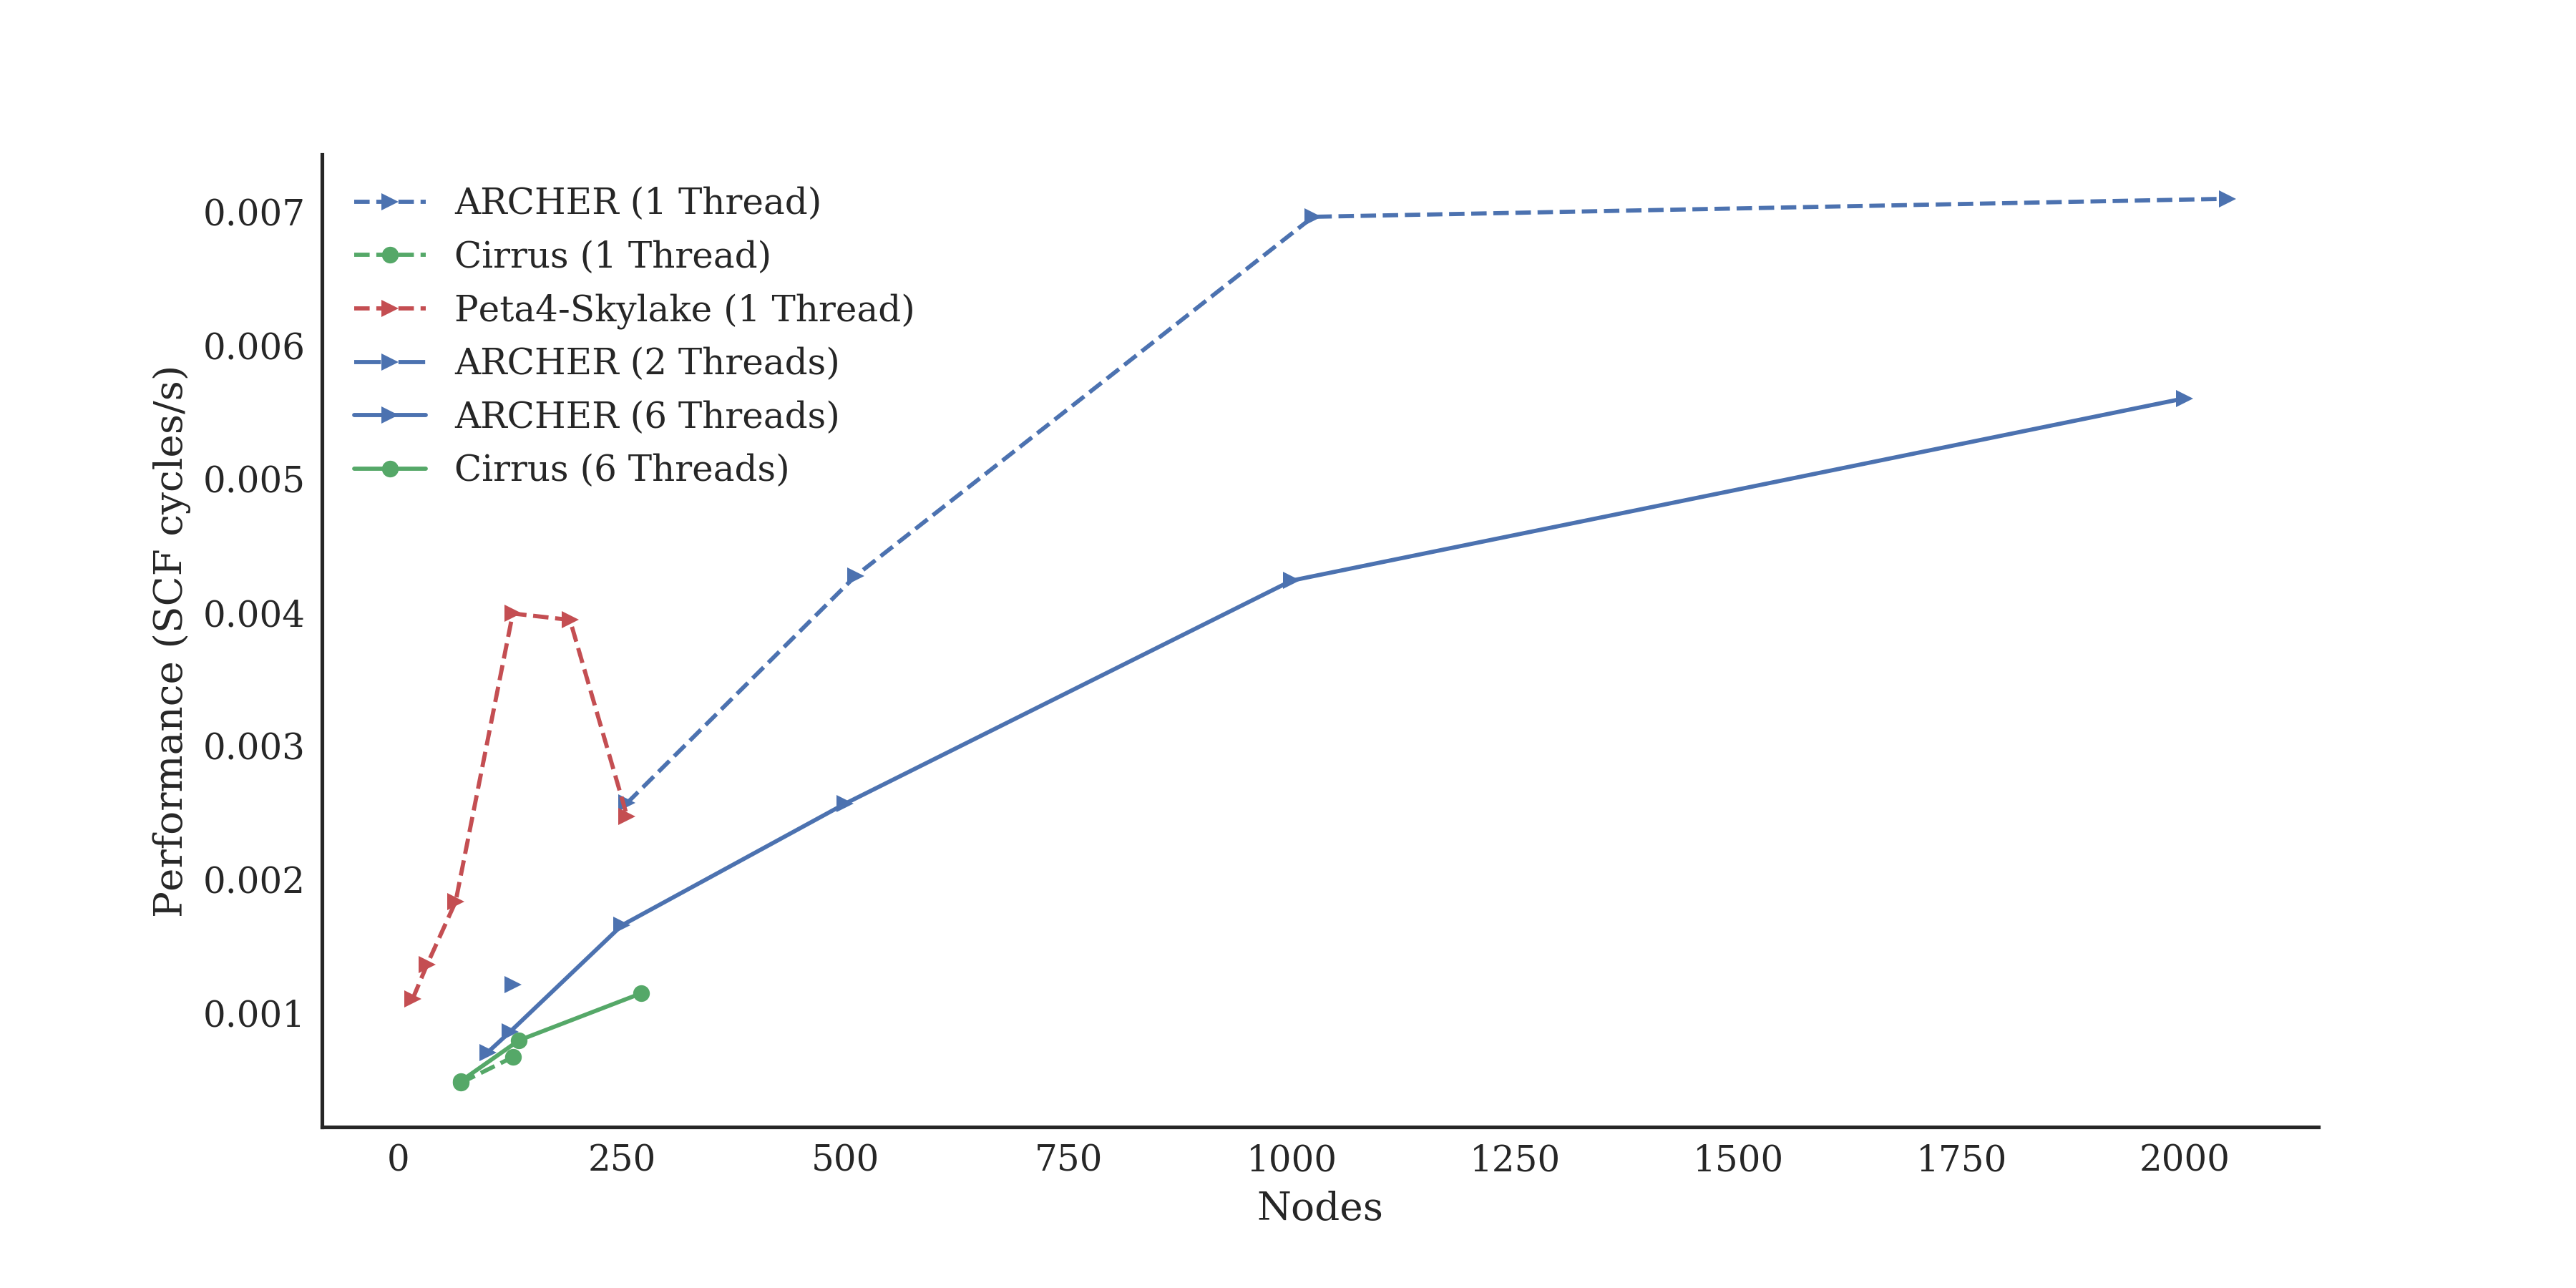 ARCHER (1 Thread)
Cirrus (1 Thread)
Peta4-Skylake (1 Thread)
ARCHER (2 Threads)
ARCHER (6 Threads)
Cirrus (6 Threads)
Performance (SCF cycles/s)
0.007
0.006
0.005
0.004
0.003
0.002
0.001
0 250 500 750 1000 1250 1500 1750 2000
Nodes